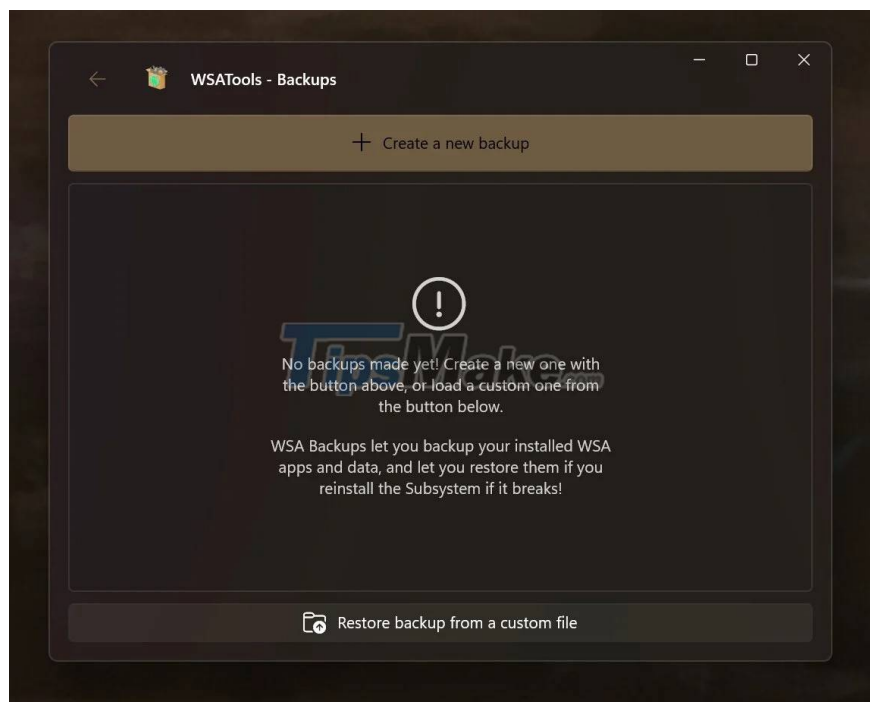 WSATools - Backups
Create a new backup
No backups made yet! Create a new one with
the button above, or load a custom one from
the button below.
WSA Backups let you backup your installed WSA
apps and data, and let you restore them if you
reinstall the Subsystem if it breaks!
TipsMake.com
Restore backup from a custom file